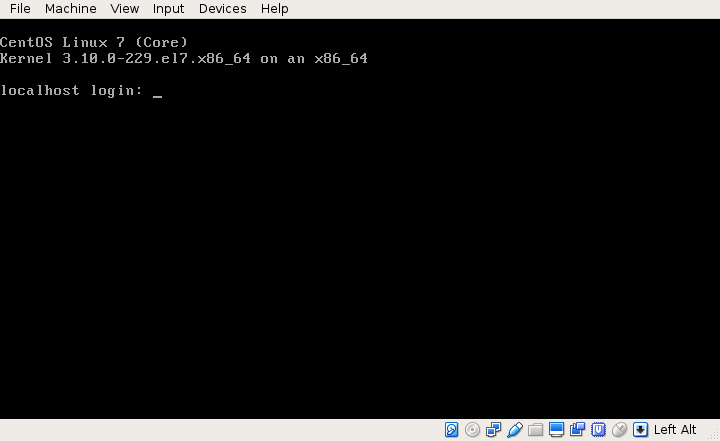 File Machine View Input Devices Help
CentOS Linux 7 (Core)
Kernel 3.10.0-229.el7.x86_64 on an x86_64
localhost login: _
Left Alt